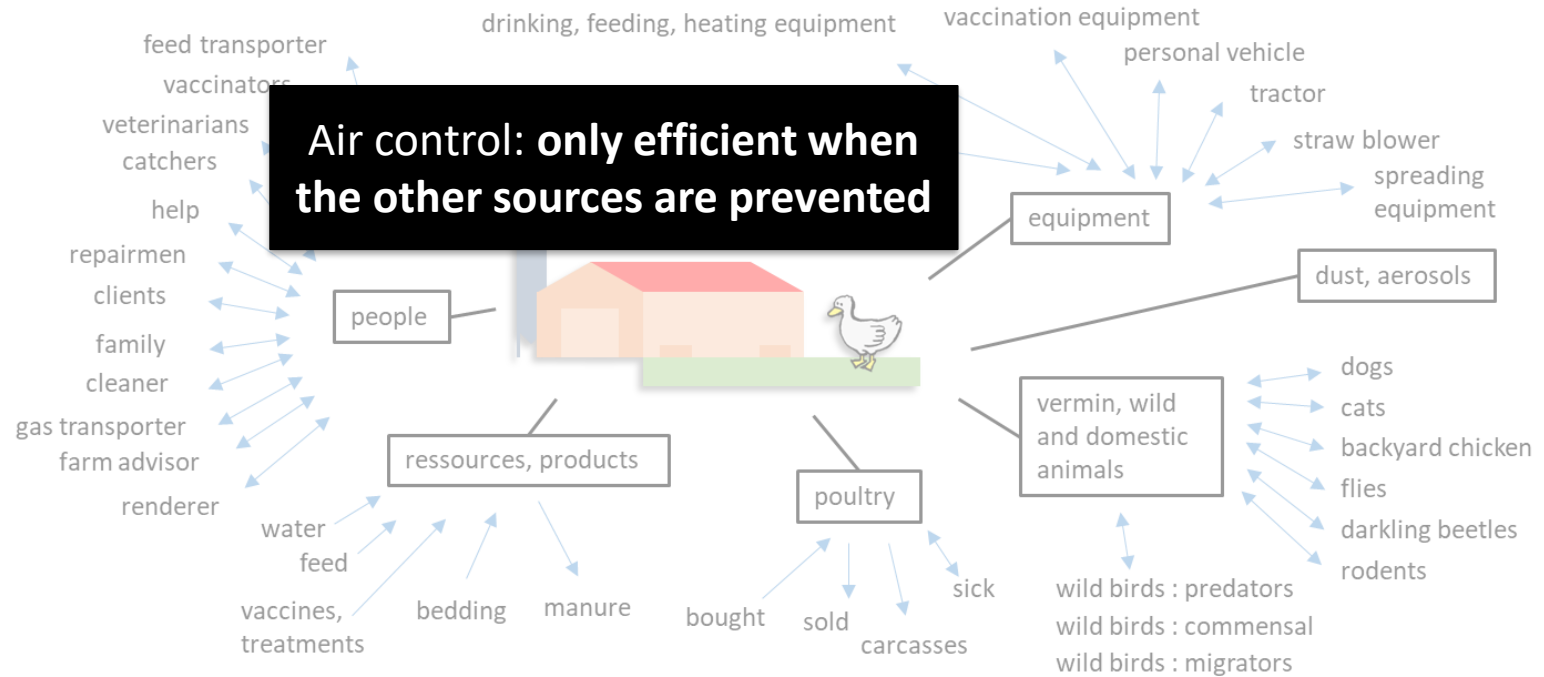 drinking, feeding, heating equipment
vaccination equipment
feed transporter
personal vehicle
vaccinators
tractor
veterinarians
straw blower
catchers
spreading
equipment
Air control: only efficient when
the other sources are prevented
help
equipment
repairmen
dust, aerosols
clients
people
family
cleaner
dogs
vermin, wild
and domestic
animals
cats
gas transporter
backyard chicken
farm advisor
ressources, products
flies
renderer
poultry
water
darkling beetles
feed
rodents
sick
wild birds : predators
vaccines,
treatments
bedding
manure
bought
sold
wild birds : commensal
carcasses
wild birds : migrators